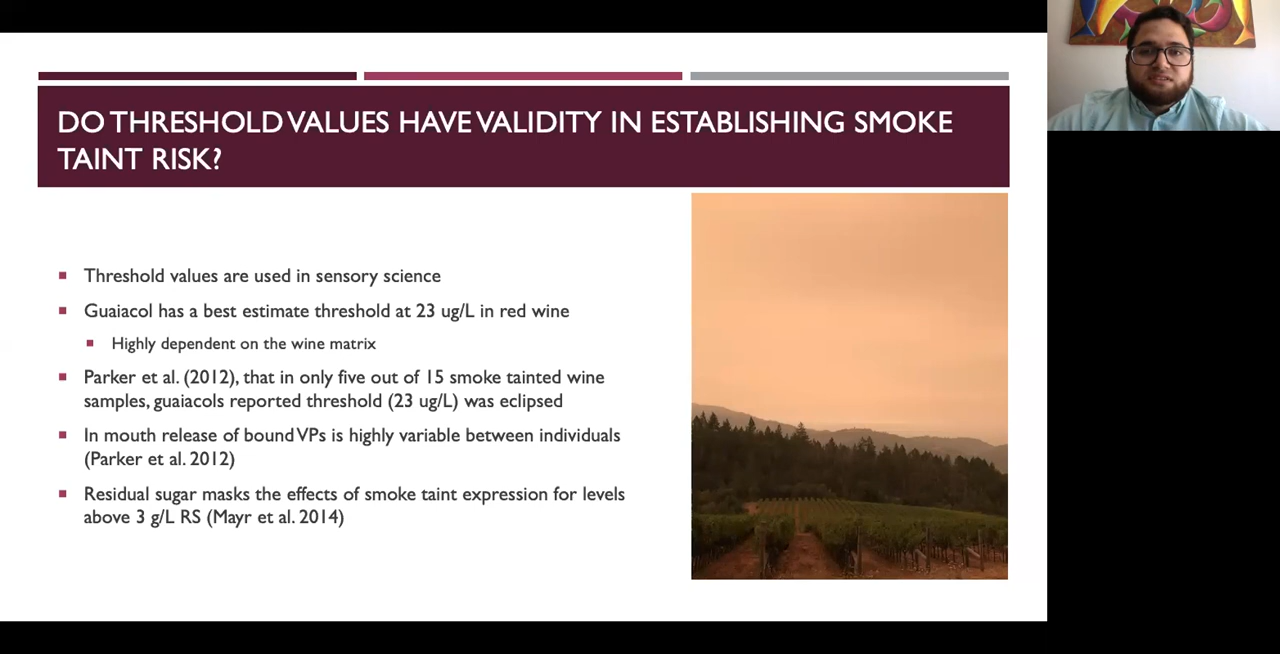 DO THRESHOLD VALUES HAVE VALIDITY IN ESTABLISHING SMOKE
TAINT RISK?
Threshold values are used in sensory science
Guaiacol has a best estimate threshold at 23 ug/L in red wine
Highly dependent on the wine matrix
Parker et al. (2012), that in only five out of 15 smoke tainted wine
samples, guaiacols reported threshold (23 ug/L) was eclipsed
In mouth release of bound VPs is highly variable between individuals
(Parker et al. 2012)
Residual sugar masks the effects of smoke taint expression for levels
above 3 g/L RS (Mayr et al. 2014)